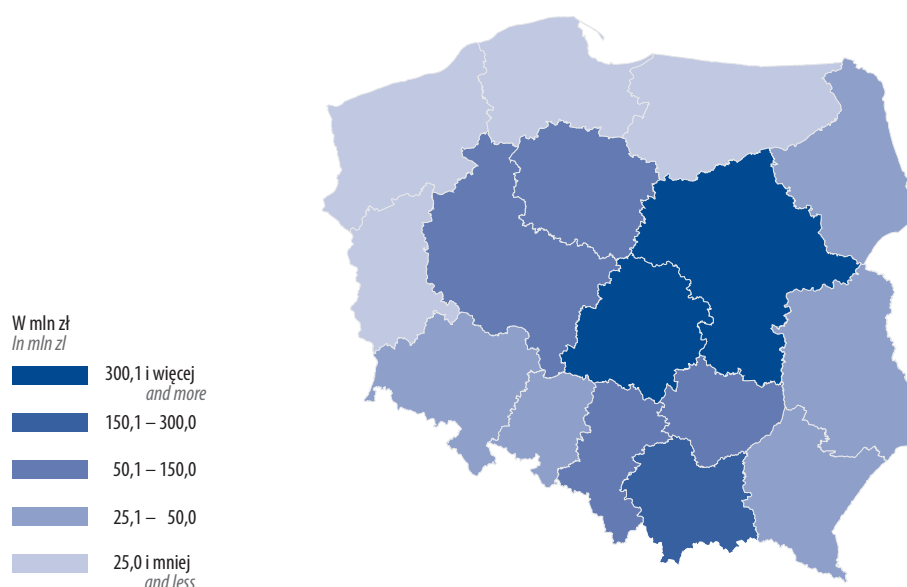 W mln zł
In mln zl
300,1 i więcej
and more
150,1 – 300,0
50,1 – 150,0
25,1 – 50,0
25,0 i mniej
and less